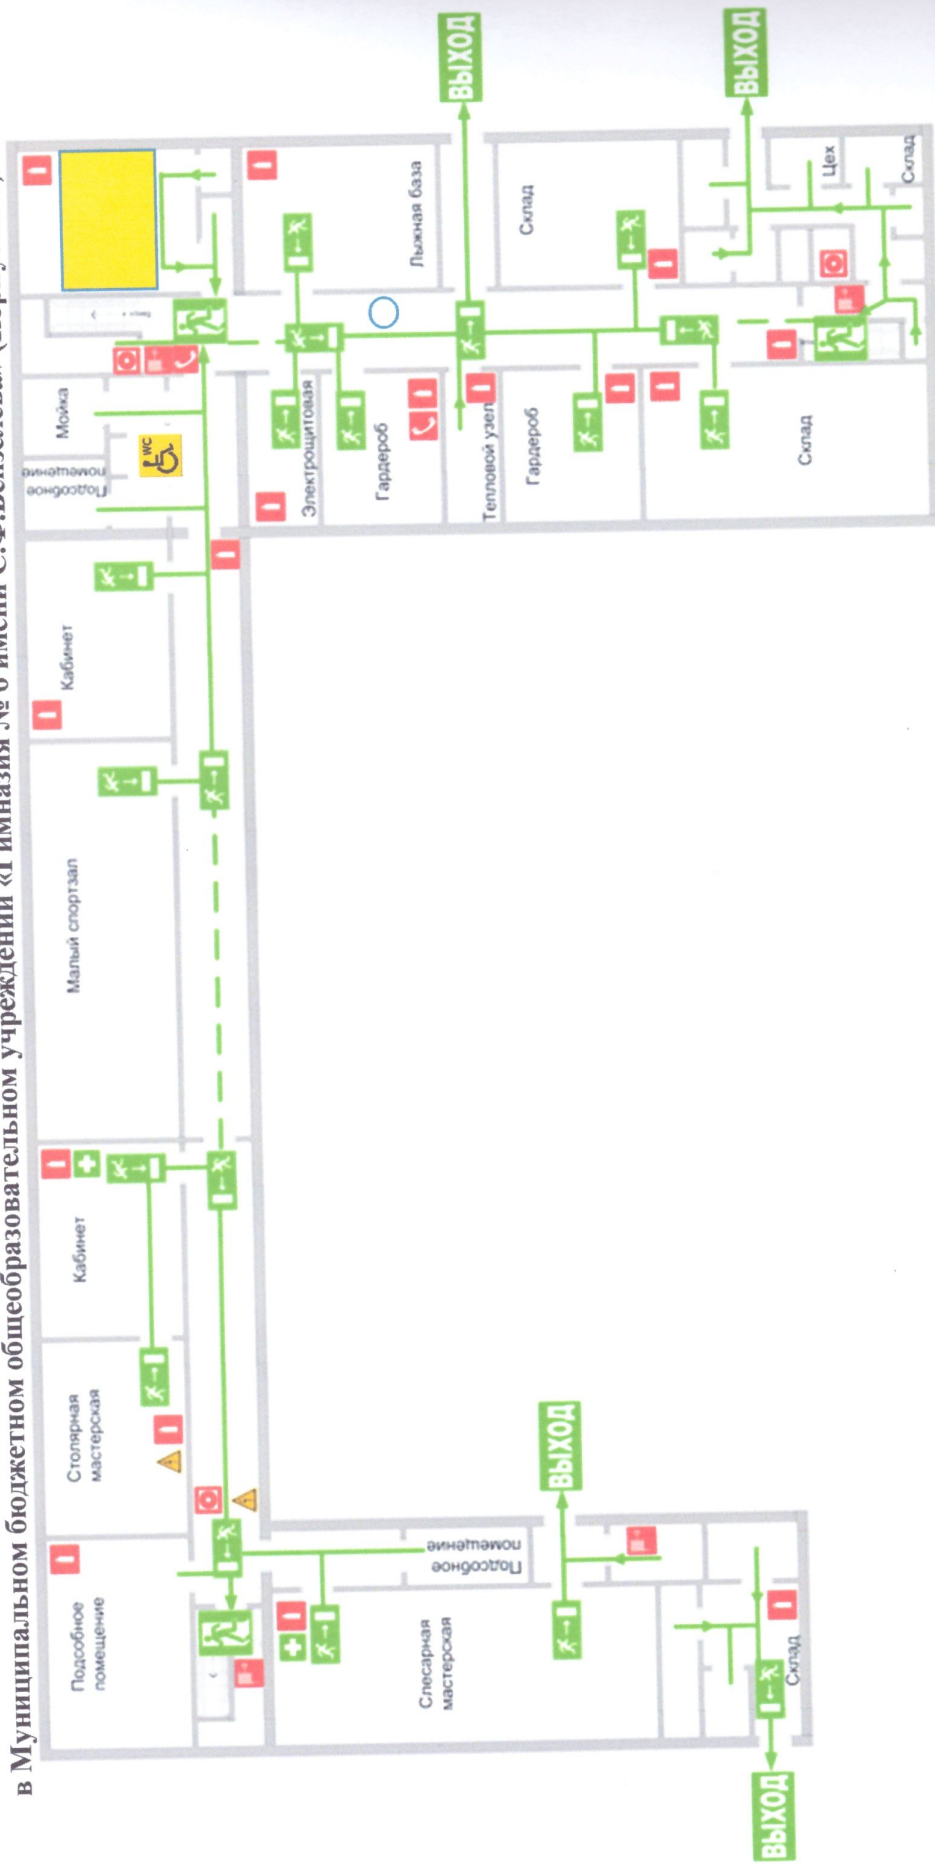 в Муниципальном бюджетном общеобразовательном учреждении «Гимназия № 6 имени С.Ф.
Подсобное
помещение
Столярная
мастерская
Кабинет
Малый спортзал
Кабинет
Подсобное
помещение
Мойка
WC
Слесарная
мастерская
Подсобное
помещение
ВЫХОД
Склад
ВЫХОД
Электрощитовая
Гардероб
Тепловой узел
Гардероб
Склад
Лыжная база
Склад
ВЫХОД
Цех
Склад
ВЫХОД